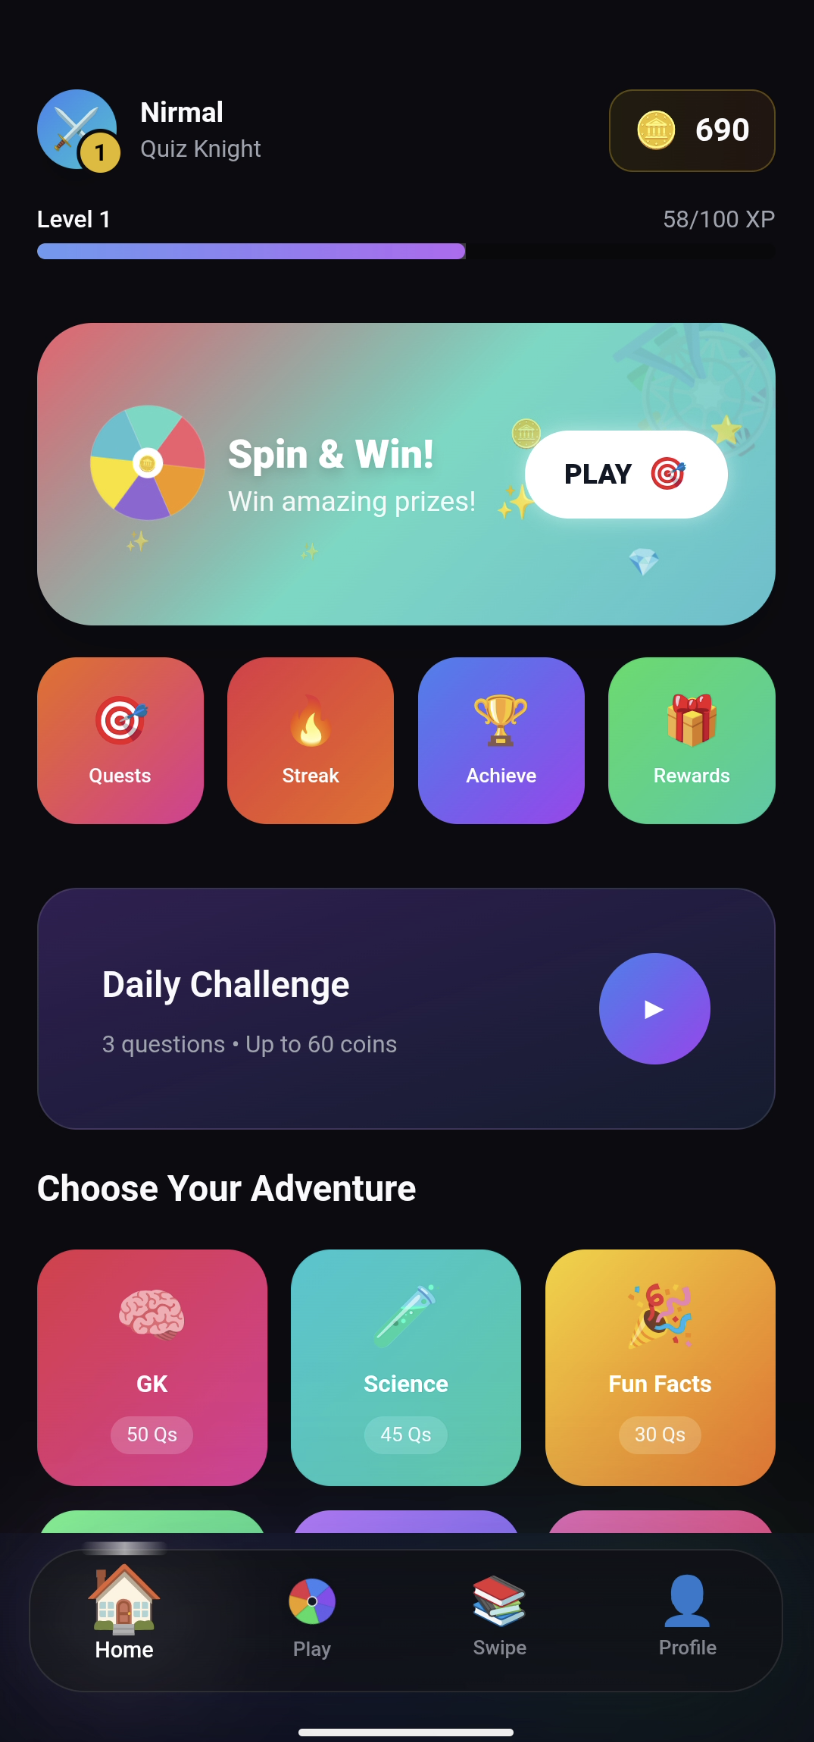 Nirmal
Quiz Knight
1
690
Level 1
58/100 XP
Spin & Win!
Win amazing prizes!
PLAY
Quests
Streak
Achieve
Rewards
Daily Challenge
3 questions • Up to 60 coins
Choose Your Adventure
GK
Science
Fun Facts
50 Qs
45 Qs
30 Qs
Home
Play
Swipe
Profile